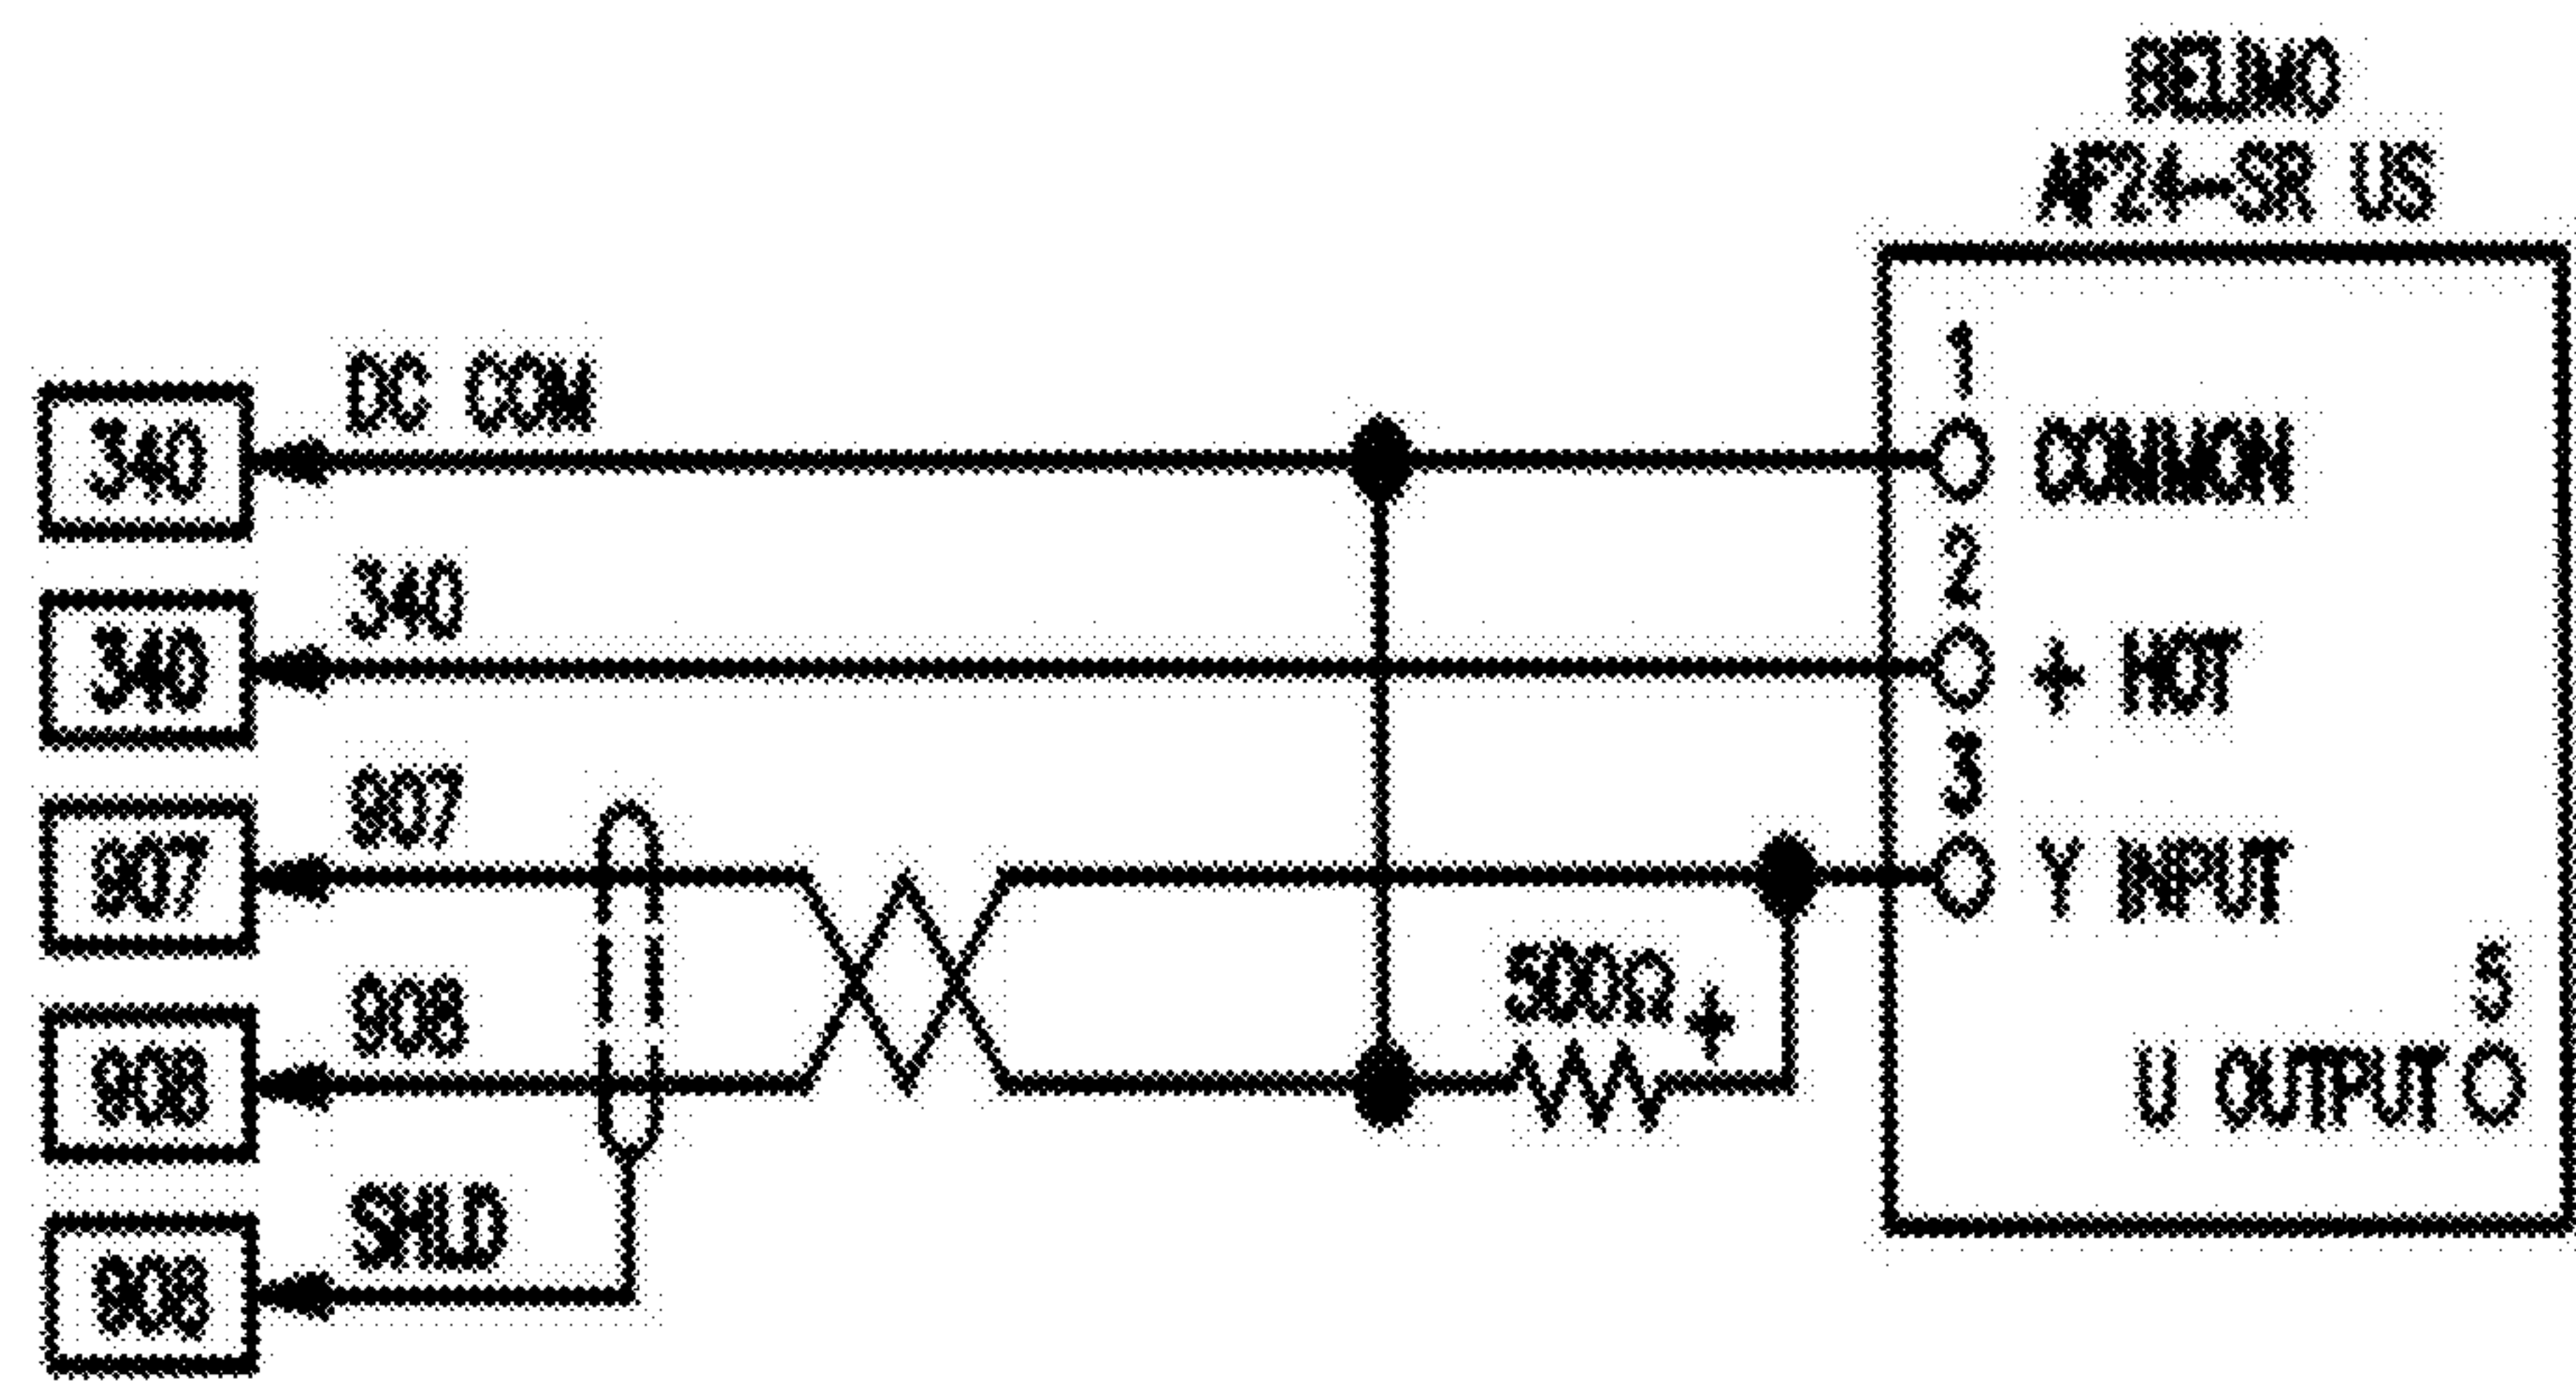 BELIMO
AF24-SR US
1
340
DC COM
COMMON
2
340
340
+ HOT
3
907
907
Y INPUT
500Ω +
5
908
908
U OUTPUT
SHLD
908